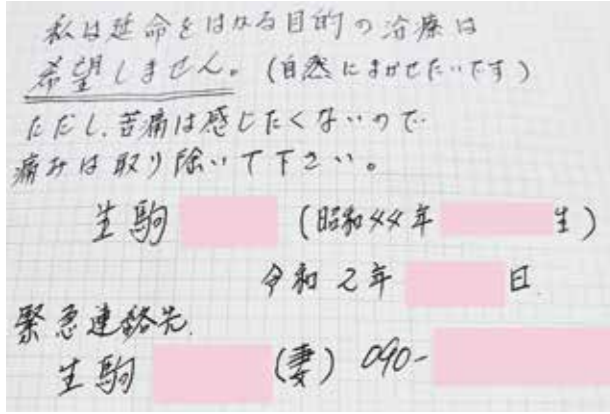 私は延命をはかる目的の治療は
希望しません。(自然にまかせたいです)
ただし、苦痛は感じたくないので
痛みは取り除いて下さい。
生駒 (昭和44年 生)
令和2年 日
緊急連絡先
生駒 (妻) 090-